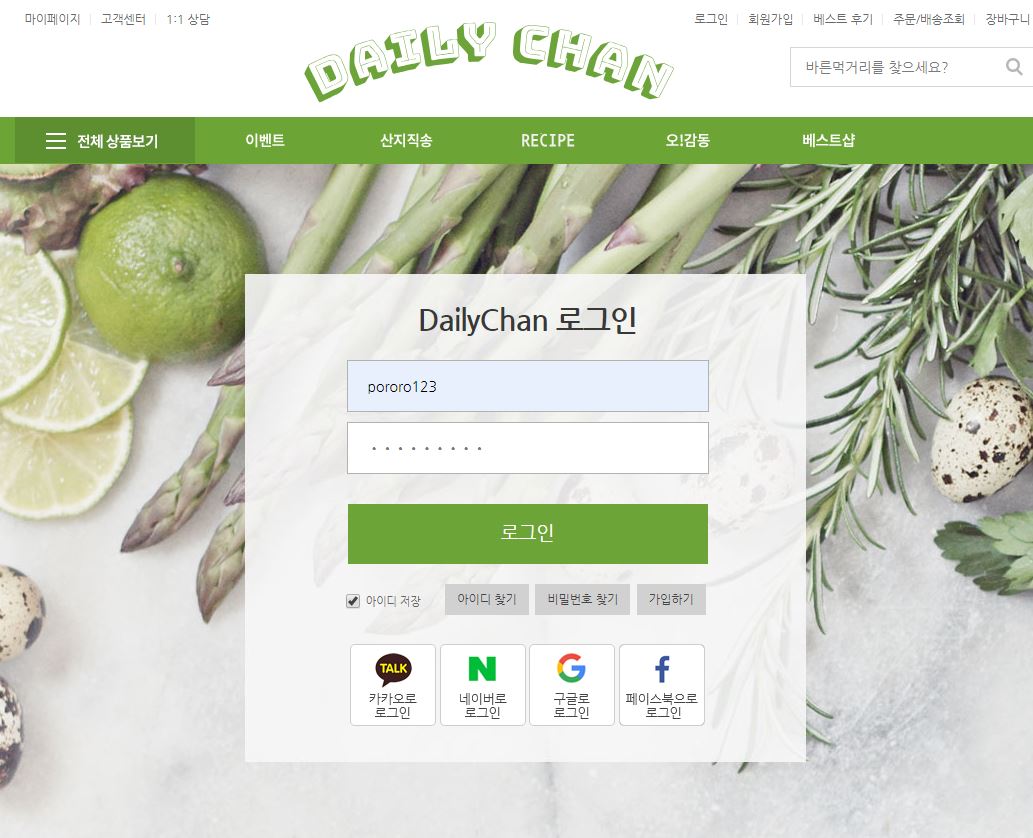 마이페이지 고객센터 1:1 상담
로그인 회원가입 베스트 후기 주문/배송조회 장바구니
DAILY CHAN
바른먹거리를 찾으세요?
전체 상품보기 이벤트 산지직송 RECIPE 오!감동 베스트샵
DailyChan 로그인
pororo123
• • • • • • • • •
로그인
아이디 저장 아이디 찾기 비밀번호 찾기 가입하기
TALK N G f
카카오로 네이버로 구글로 페이스북으로
로그인 로그인 로그인 로그인